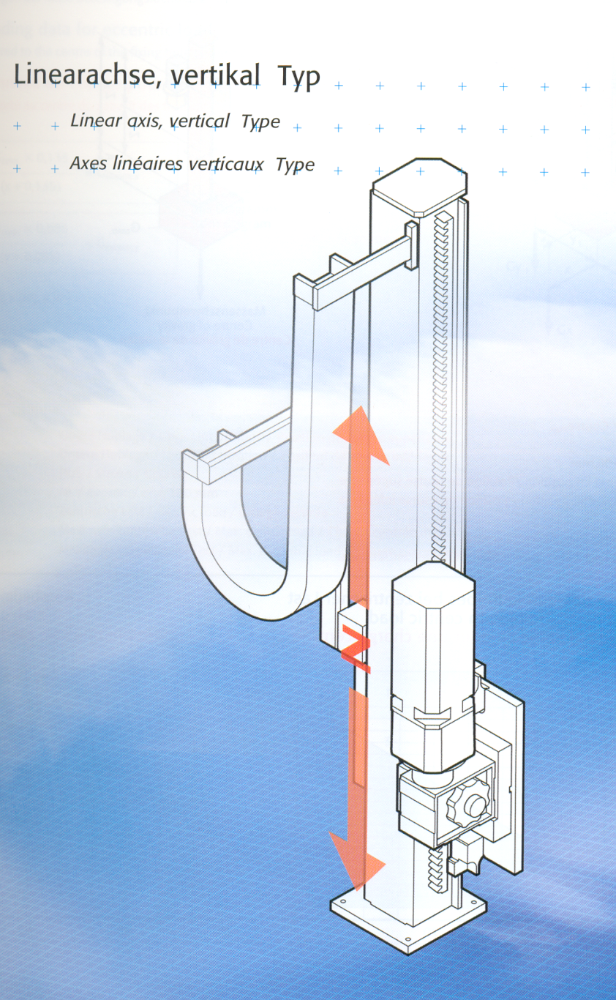 Linearachse, vertikal Typ
Linear axis, vertical Type
Axes linéaires verticaux Type
Z